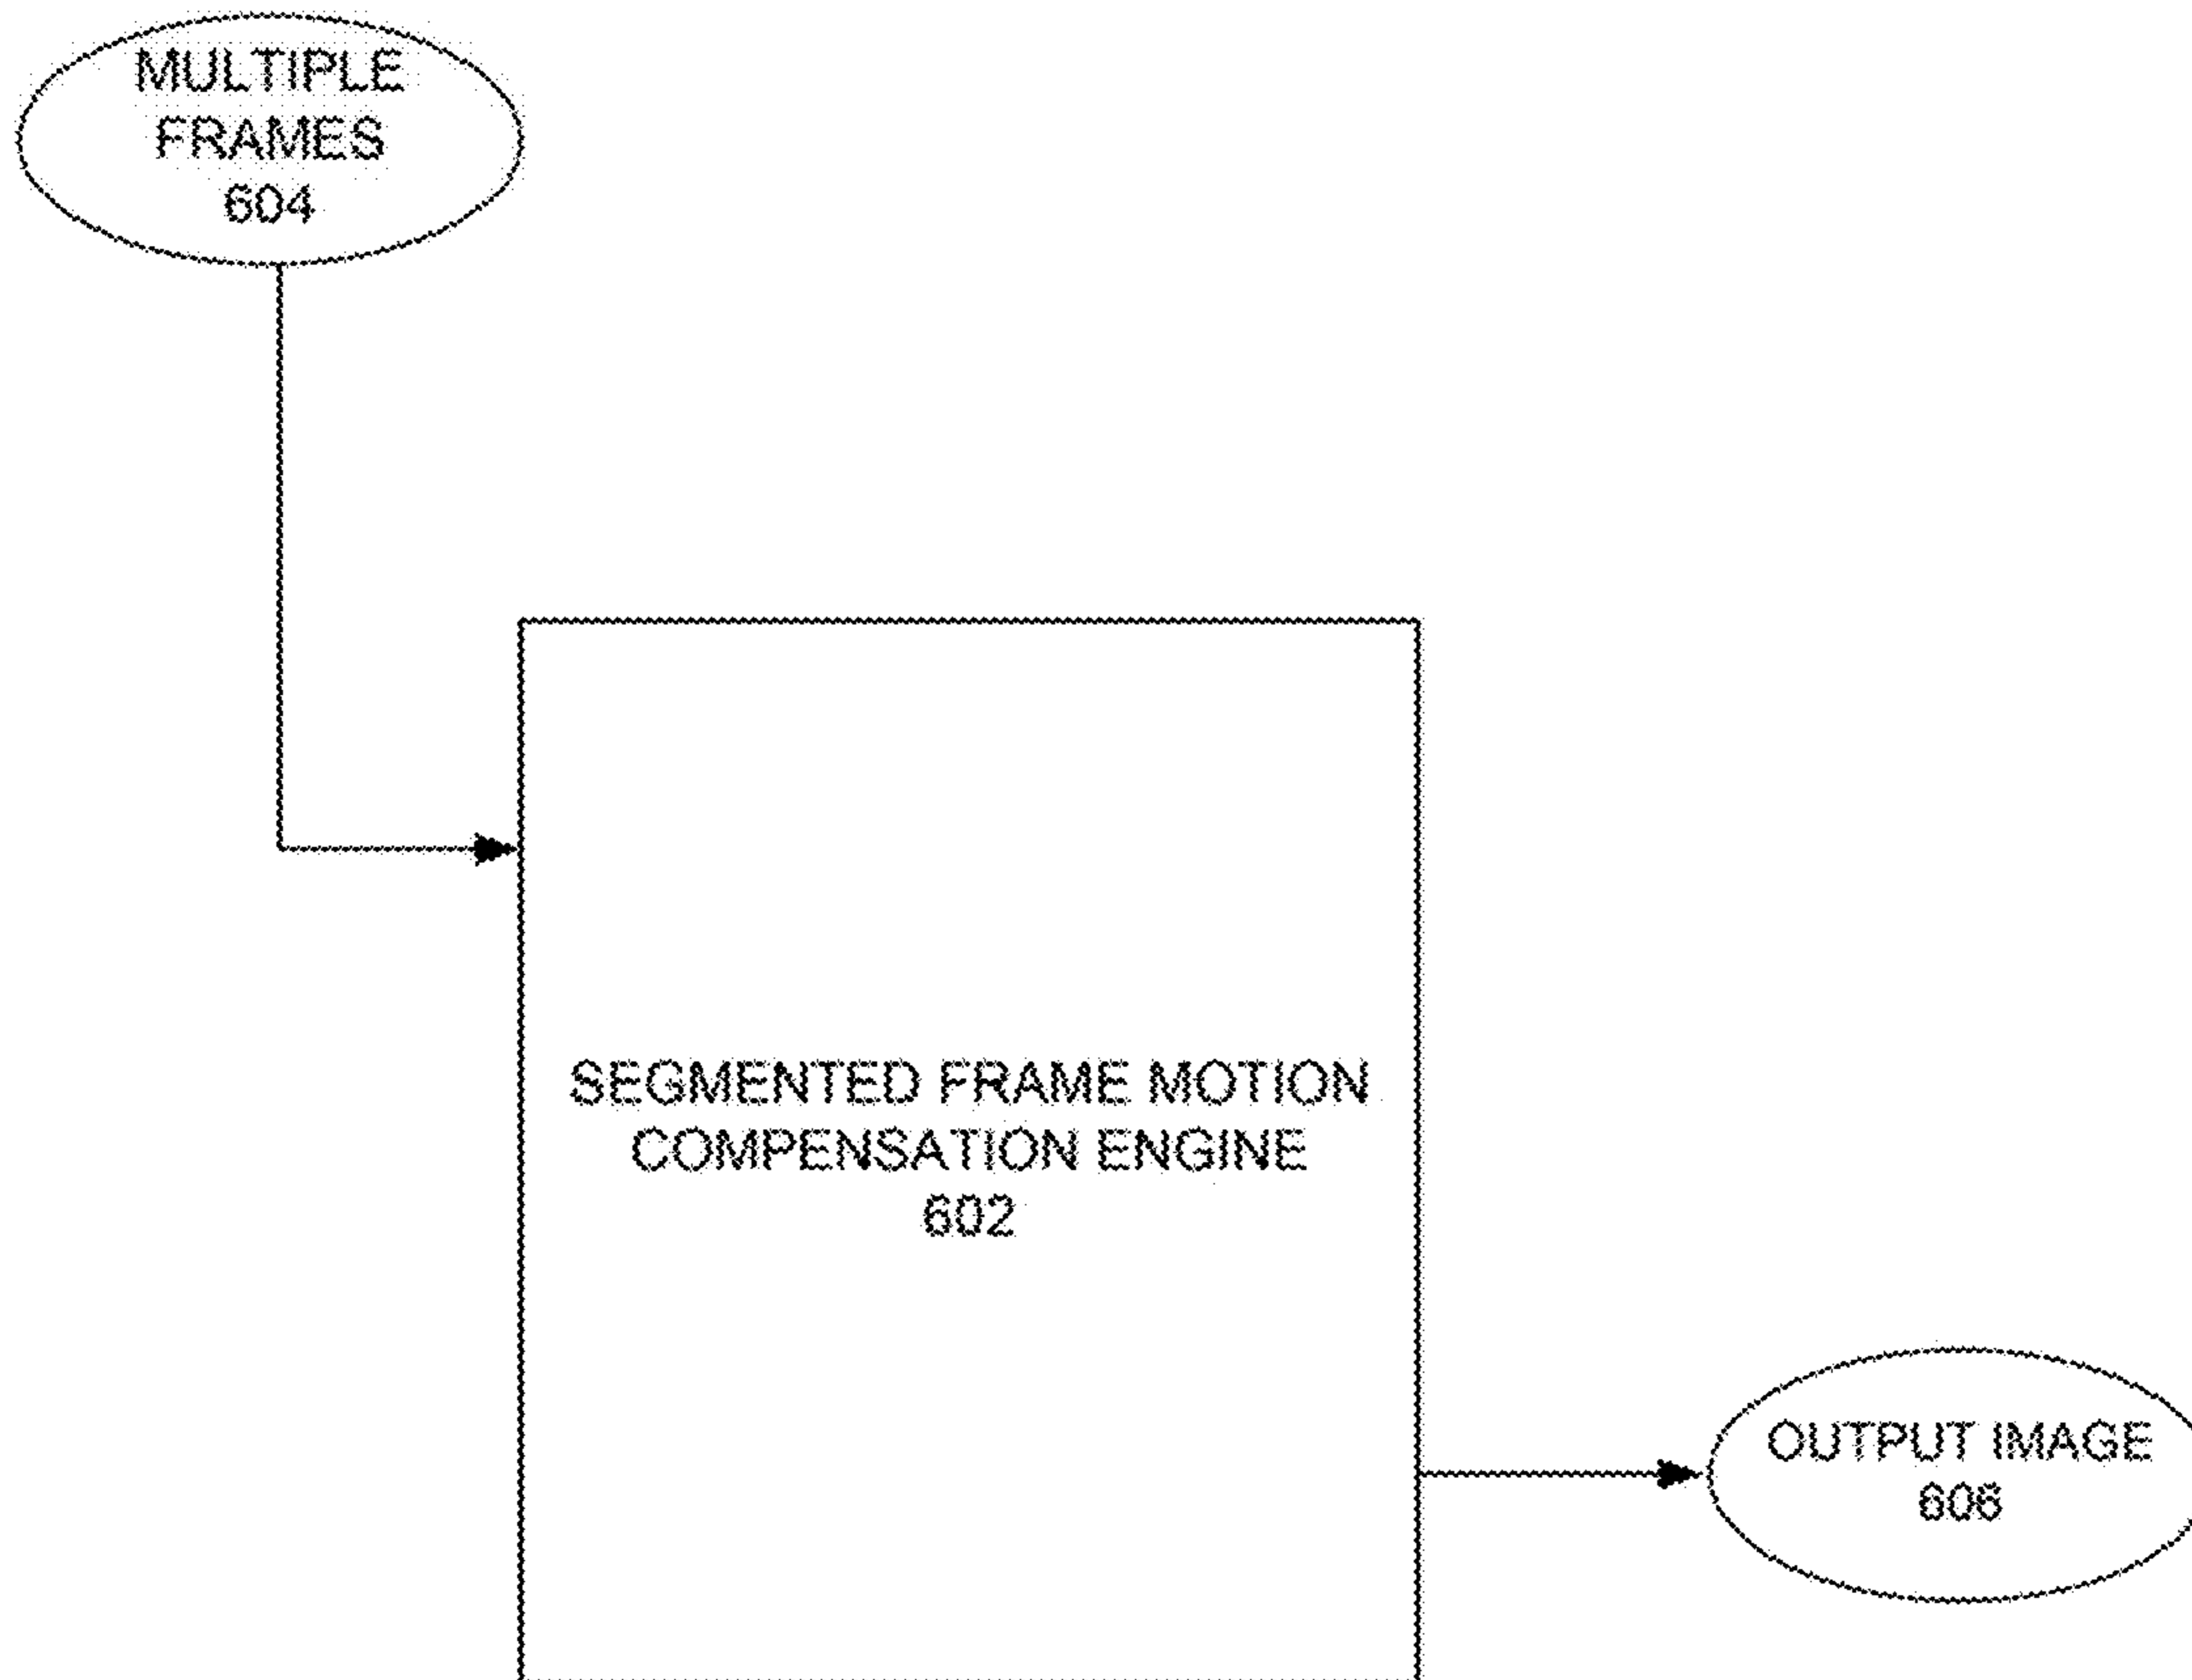 MULTIPLE
FRAMES
604
SEGMENTED FRAME MOTION
COMPENSATION ENGINE
602
OUTPUT IMAGE
606